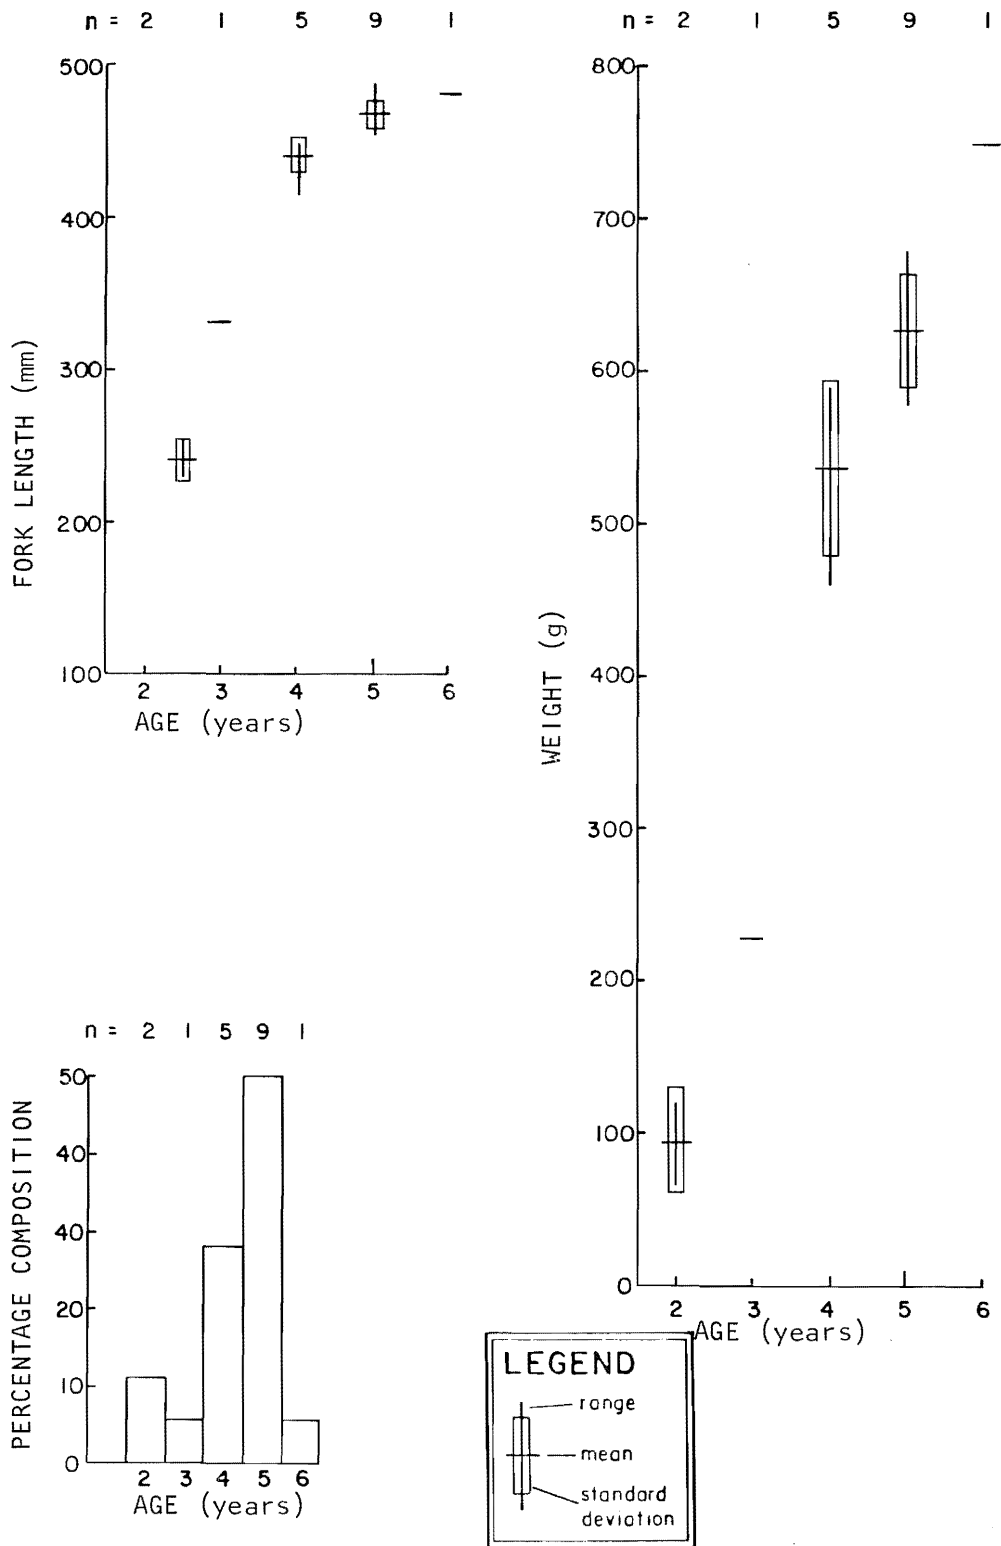 n = 2 1 5 9 1
500
400
300
200
100
FORK LENGTH (mm)
2 3 4 5 6
AGE (years)
n = 2 1 5 9 1
800
700
600
500
400
300
200
100
0
WEIGHT (g)
2 3 4 5 6
AGE (years)
n = 2 1 5 9 1
50
40
40
20
10
0
PERCENTAGE COMPOSITION
2 3 4 5 6
AGE (years)
LEGEND
range
mean
standard
deviation